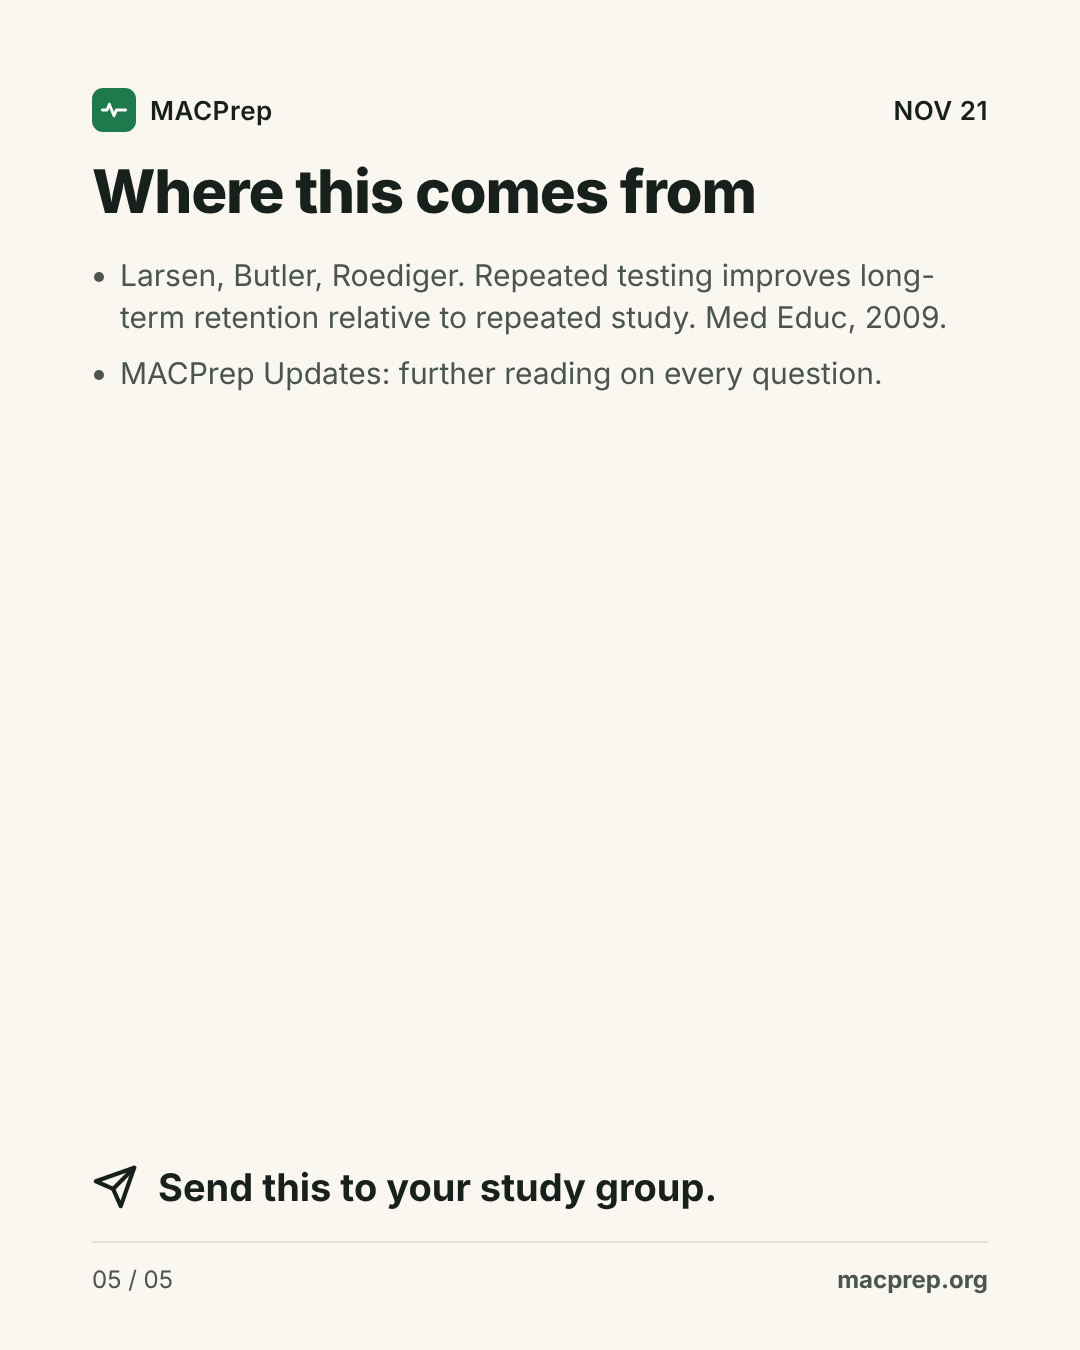 MACPrep
NOV 21
Where this comes from
• Larsen, Butler, Roediger. Repeated testing improves long-
term retention relative to repeated study. Med Educ, 2009.
• MACPrep Updates: further reading on every question.
Send this to your study group.
05 / 05
macprep.org